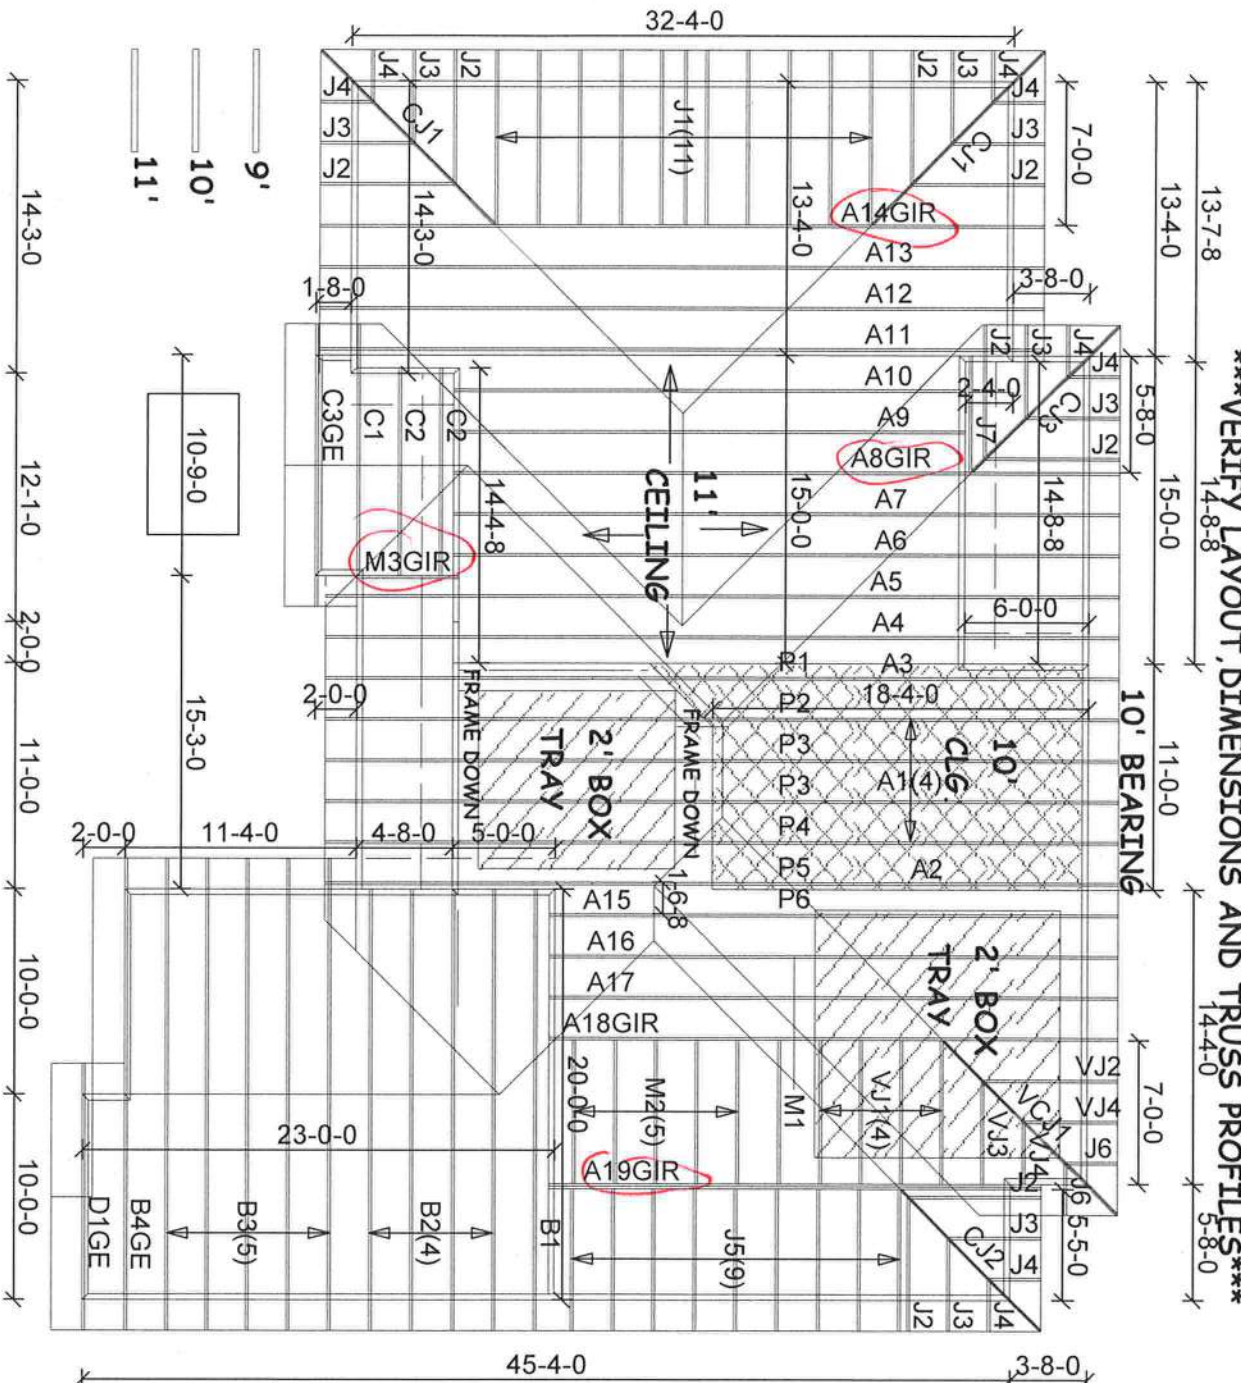 32-4-0
J4
J3
J2
J2
J3
J4
J4
J3
J2
CJ1
J1(11)
CJ1
J4
J3
J2
7-0-0
13-4-0
13-7-8
14-3-0
9'
10'
11'
14-3-0
13-4-0
A14GIR
A13
A12
A11
3-8-0
1-8-0
***VERIFY LAYOUT, DIMENSIONS AND TRUSS PROFILES***
J2
J3
J4
J4
J3
J2
CJ3
J7
2-4-0
5-8-0
A10
A9
A8GIR
A7
A6
A5
A4
A3
C3GE
C1
C2
C2
10-9-0
12-1-0
14-4-8
11'
CEILING
15-0-0
14-8-8
15-0-0
14-8-8
M3GIR
6-0-0
2-0-0
P1
P2
P3
P3
P4
P5
P6
18-4-0
FRAME DOWN
FRAME DOWN
2' BOX
TRAY
10'
CLG.
A1(4)
A2
10' BEARING
11-0-0
2-0-0
15-3-0
11-0-0
2-0-0
11-4-0
4-8-0
5-0-0
1-6-8
A15
A16
A17
A18GIR
2' BOX
TRAY
14-4-0
10-0-0
20-0-0
M2(5)
M1
VJ1(4)
VJ2
VJ4
J6
VCJ1
VJ3
VJ4
J6
7-0-0
23-0-0
A19GIR
J2
J3
J4
CJ2
5-5-0
5-8-0
10-0-0
D1GE
B4GE
B3(5)
B2(4)
B1
J5(9)
J2
J3
J4
45-4-0
3-8-0